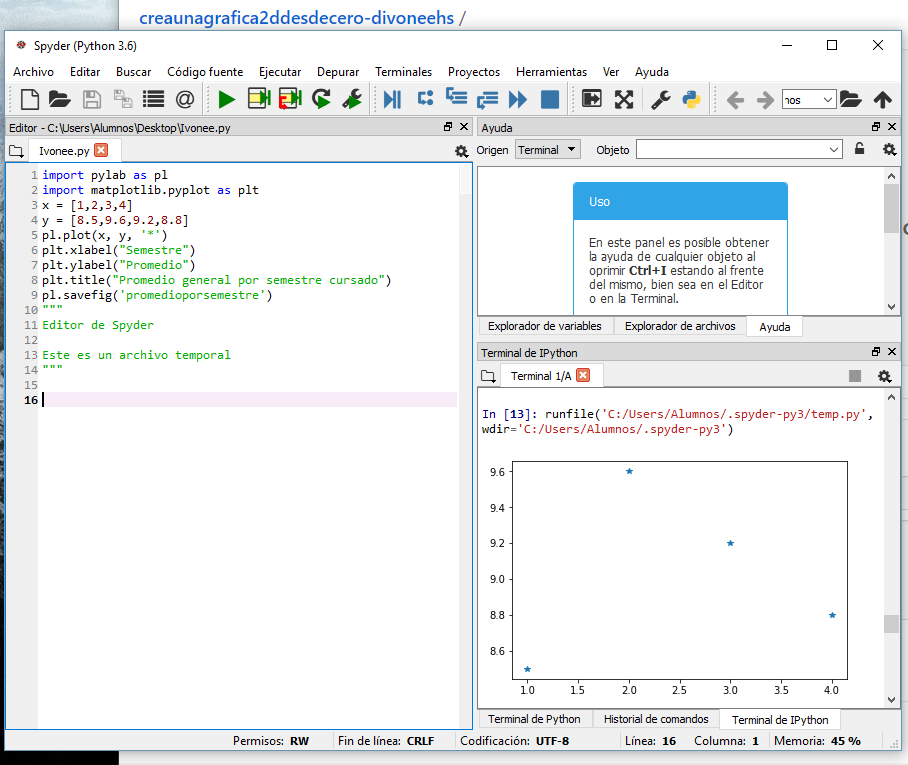 creaunagrafica2ddesdecero-divoneehs /
Spyder (Python 3.6)
Archivo Editar Buscar Código fuente Ejecutar Depurar Terminales Proyectos Herramientas Ver Ayuda
nos
Editor - C:\Users\Alumnos\Desktop\Ivonee.py
Ivonee.py
1 import pylab as pl
2 import matplotlib.pyplot as plt
3 x = [1,2,3,4]
4 y = [8.5,9.6,9.2,8.8]
5 pl.plot(x, y, '*')
6 plt.xlabel("Semestre")
7 plt.ylabel("Promedio")
8 plt.title("Promedio general por semestre cursado")
9 pl.savefig('promedioporsemestre')
10 """
11 Editor de Spyder
12
13 Este es un archivo temporal
14 """
15
16
Ayuda
Origen Terminal Objeto
Uso
En este panel es posible obtener
la ayuda de cualquier objeto al
oprimir Ctrl+I estando al frente
del mismo, bien sea en el Editor
o en la Terminal.
Explorador de variables Explorador de archivos Ayuda
Terminal de IPython
Terminal 1/A
In [13]: runfile('C:/Users/Alumnos/.spyder-py3/temp.py',
wdir='C:/Users/Alumnos/.spyder-py3')
9.6
9.4
9.2
9.0
8.8
8.6
1.0 1.5 2.0 2.5 3.0 3.5 4.0
Terminal de Python Historial de comandos Terminal de IPython
Permisos: RW Fin de línea: CRLF Codificación: UTF-8 Línea: 16 Columna: 1 Memoria: 45 %